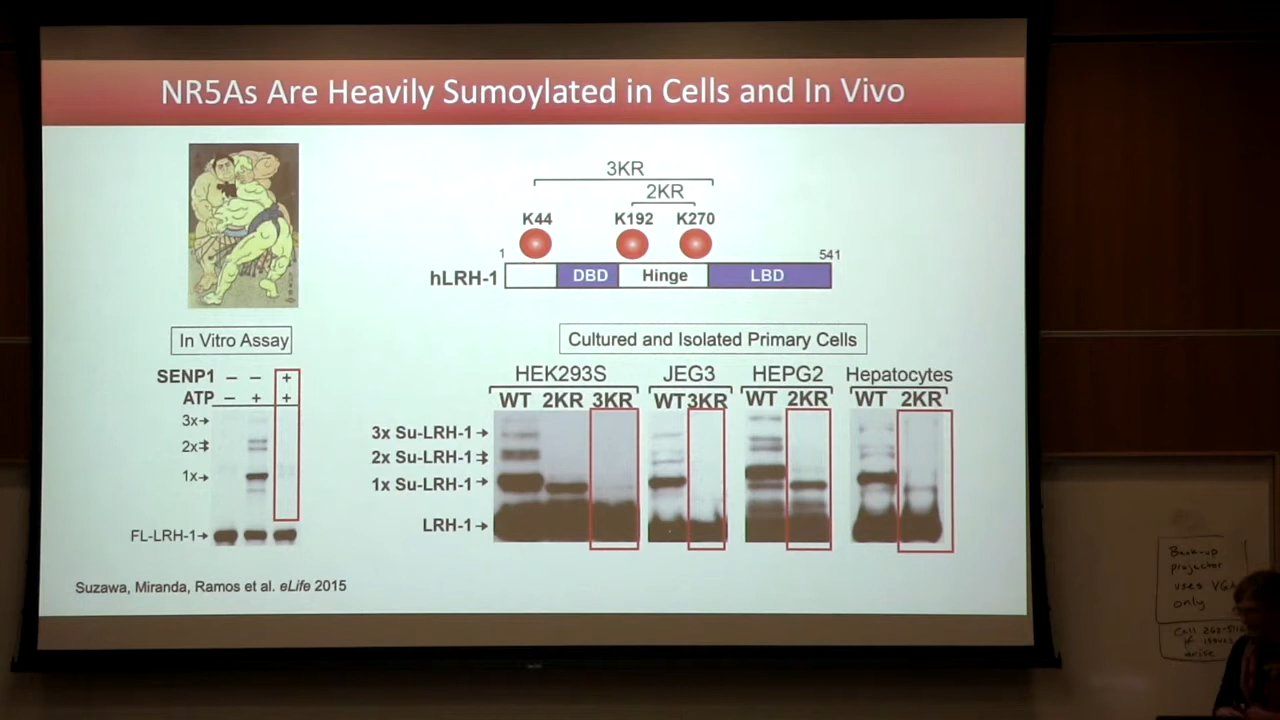 NR5As Are Heavily Sumoylated in Cells and In Vivo
3KR
2KR
K44 K192 K270
1 541
hLRH-1 DBD Hinge LBD
In Vitro Assay
SENP1 – – +
ATP – + +
3x→
2x
1x→
FL-LRH-1→
Cultured and Isolated Primary Cells
HEK293S JEG3 HEPG2 Hepatocytes
WT 2KR 3KR WT 3KR WT 2KR WT 2KR
3x Su-LRH-1→
2x Su-LRH-1
1x Su-LRH-1→
LRH-1→
Suzawa, Miranda, Ramos et al. eLife 2015
Back-up
projector
uses VGA
only
Call
if issues